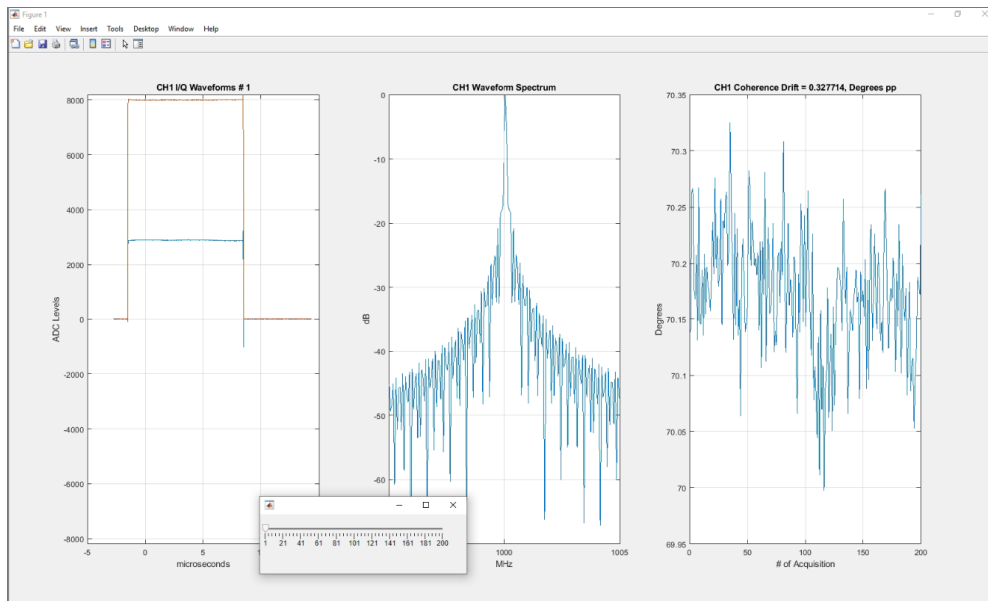 Figure 1
File Edit View Insert Tools Desktop Window Help
CH1 I/Q Waveforms # 1
8000
6000
4000
2000
0
-2000
-4000
-6000
-8000
ADC Levels
-5 0 5
microseconds
CH1 Waveform Spectrum
0
-10
-20
-30
-40
-50
-60
dB
1000 1005
MHz
CH1 Coherence Drift = 0.327714, Degrees pp
70.35
70.3
70.25
70.2
70.15
70.1
70.05
70
69.95
Degrees
0 50 100 150 200
# of Acquisition
1 21 41 61 81 101 121 141 161 181 200